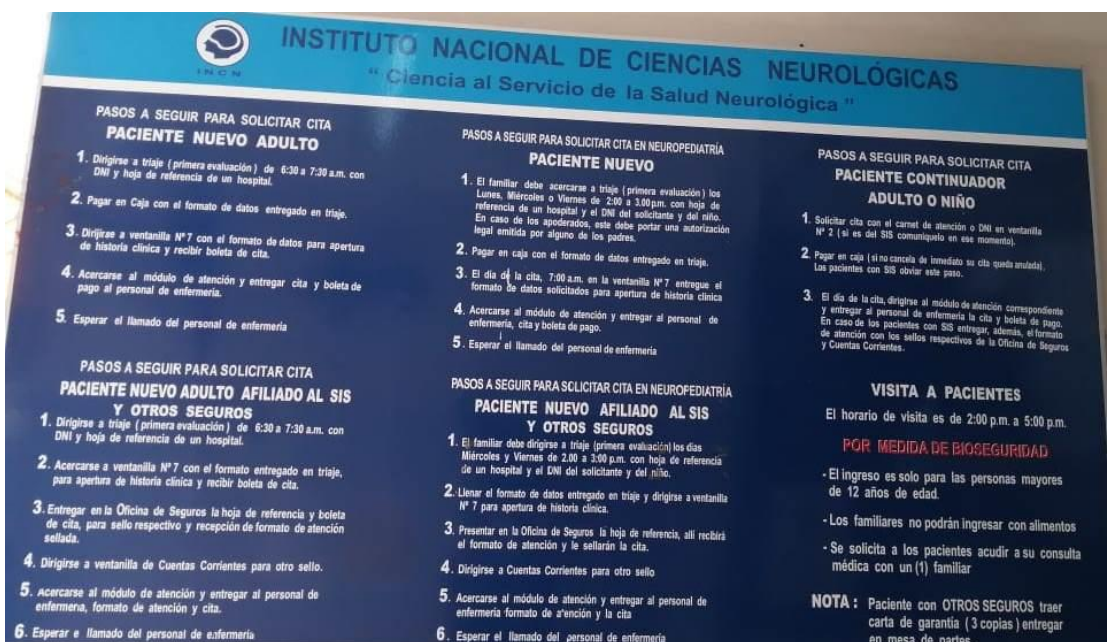 INCN
INSTITUTO NACIONAL DE CIENCIAS NEUROLÓGICAS
" Ciencia al Servicio de la Salud Neurológica "
PASOS A SEGUIR PARA SOLICITAR CITA
PACIENTE NUEVO ADULTO
1. Dirigirse a triaje ( primera evaluación ) de 6:30 a 7:30 a.m. con
DNI y hoja de referencia de un hospital.
2. Pagar en Caja con el formato de datos entregado en triaje.
3. Dirijirse a ventanilla Nº 7 con el formato de datos para apertura
de historia clínica y recibir boleta de cita.
4. Acercarse al módulo de atención y entregar cita y boleta de
pago al personal de enfermería.
5. Esperar el llamado del personal de enfermería
PASOS A SEGUIR PARA SOLICITAR CITA
PACIENTE NUEVO ADULTO AFILIADO AL SIS
Y OTROS SEGUROS
1. Dirigirse a triaje ( primera evaluación ) de 6:30 a 7:30 a.m. con
DNI y hoja de referencia de un hospital.
2. Acercarse a ventanilla Nº 7 con el formato entregado en triaje,
para apertura de historia clínica y recibir boleta de cita.
3. Entregar en la Oficina de Seguros la hoja de referencia y boleta
de cita, para sello respectivo y recepción de formato de atención
sellada.
4. Dirigirse a ventanilla de Cuentas Corrientes para otro sello.
5. Acercarse al módulo de atención y entregar al personal de
enfermería, formato de atención y cita.
6. Esperar e llamado del personal de enfermería
PASOS A SEGUIR PARA SOLICITAR CITA EN NEUROPEDIATRÍA
PACIENTE NUEVO
1. El familiar debe acercarse a triaje ( primera evaluación ) los
Lunes, Miércoles o Viernes de 2:00 a 3:00 p.m. con hoja de
referencia de un hospital y el DNI del solicitante y del niño.
En caso de los apoderados, este debe portar una autorización
legal emitida por alguno de los padres.
2. Pagar en caja con el formato de datos entregado en triaje.
3. El día de la cita, 7:00 a.m. en la ventanilla Nº 7 entregue el
formato de datos solicitados para apertura de historia clínica
4. Acercarse al módulo de atención y entregar al personal de
enfermería, cita y boleta de pago.
5. Esperar el llamado del personal de enfermería
PASOS A SEGUIR PARA SOLICITAR CITA EN NEUROPEDIATRÍA
PACIENTE NUEVO AFILIADO AL SIS
Y OTROS SEGUROS
1. El familiar debe dirigirse a triaje (primera evaluación) los dias
Miércoles y Viernes de 2.00 a 3:00 p.m. con hoja de referencia
de un hospital y el DNI del solicitante y del niño.
2. Llenar el formato de datos entregado en triaje y dirigirse a ventanilla
Nº 7 para apertura de historia clínica.
3. Presentar en la Oficina de Seguros la hoja de referencia, allí recibirá
el formato de atención y le sellarán la cita.
4. Dirigirse a Cuentas Corrientes para otro sello
5. Acercarse al módulo de atención y entregar al personal de
enfermería formato de atención y la cita
6. Esperar el llamado del personal de enfermería
PASOS A SEGUIR PARA SOLICITAR CITA
PACIENTE CONTINUADOR
ADULTO O NIÑO
1. Solicitar cita con el carnet de atención o DNI en ventanilla
Nº 2 ( si es del SIS comuníquelo en ese momento).
2. Pagar en caja ( si no cancela de inmediato su cita queda anulada).
Los pacientes con SIS obviar este paso.
3. El día de la cita, dirigirse al módulo de atención correspondiente
y entregar al personal de enfermería la cita y boleta de pago.
En caso de los pacientes con SIS entregar, además, el formato
de atención con los sellos respectivos de la Oficina de Seguros
y Cuentas Corrientes.
VISITA A PACIENTES
El horario de visita es de 2:00 p.m. a 5:00 p.m.
POR MEDIDA DE BIOSEGURIDAD
- El ingreso es solo para las personas mayores
de 12 años de edad.
- Los familiares no podrán ingresar con alimentos
- Se solicita a los pacientes acudir a su consulta
médica con un (1) familiar
NOTA : Paciente con OTROS SEGUROS traer
carta de garantía ( 3 copias ) entregar
en mesa de partes